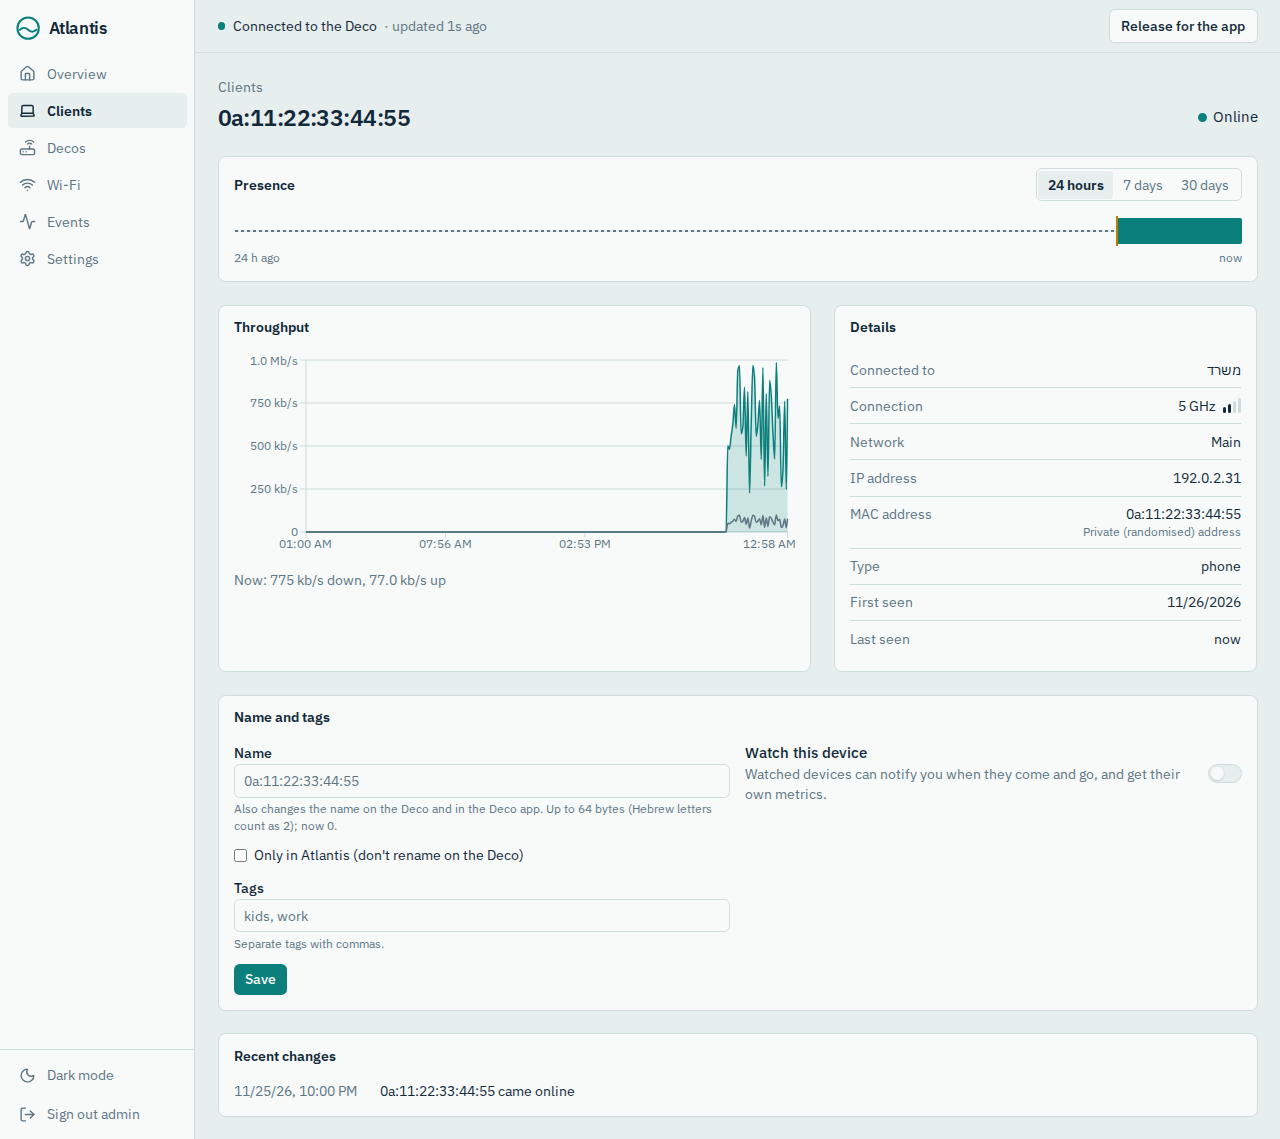 Atlantis
Overview
Clients
Decos
Wi-Fi
Events
Settings
Dark mode
Sign out admin
Connected to the Deco · updated 1s ago
Release for the app
Clients
0a:11:22:33:44:55
Online
Presence
24 hours 7 days 30 days
24 h ago now
Throughput
1.0 Mb/s
750 kb/s
500 kb/s
250 kb/s
0
01:00 AM 07:56 AM 02:53 PM 12:58 AM
Now: 775 kb/s down, 77.0 kb/s up
Details
Connected to משרד
Connection 5 GHz
Network Main
IP address 192.0.2.31
MAC address 0a:11:22:33:44:55
Private (randomised) address
Type phone
First seen 11/26/2026
Last seen now
Name and tags
Name
0a:11:22:33:44:55
Also changes the name on the Deco and in the Deco app. Up to 64 bytes (Hebrew letters
count as 2); now 0.
Only in Atlantis (don't rename on the Deco)
Tags
kids, work
Separate tags with commas.
Save
Watch this device
Watched devices can notify you when they come and go, and get their
own metrics.
Recent changes
11/25/26, 10:00 PM 0a:11:22:33:44:55 came online